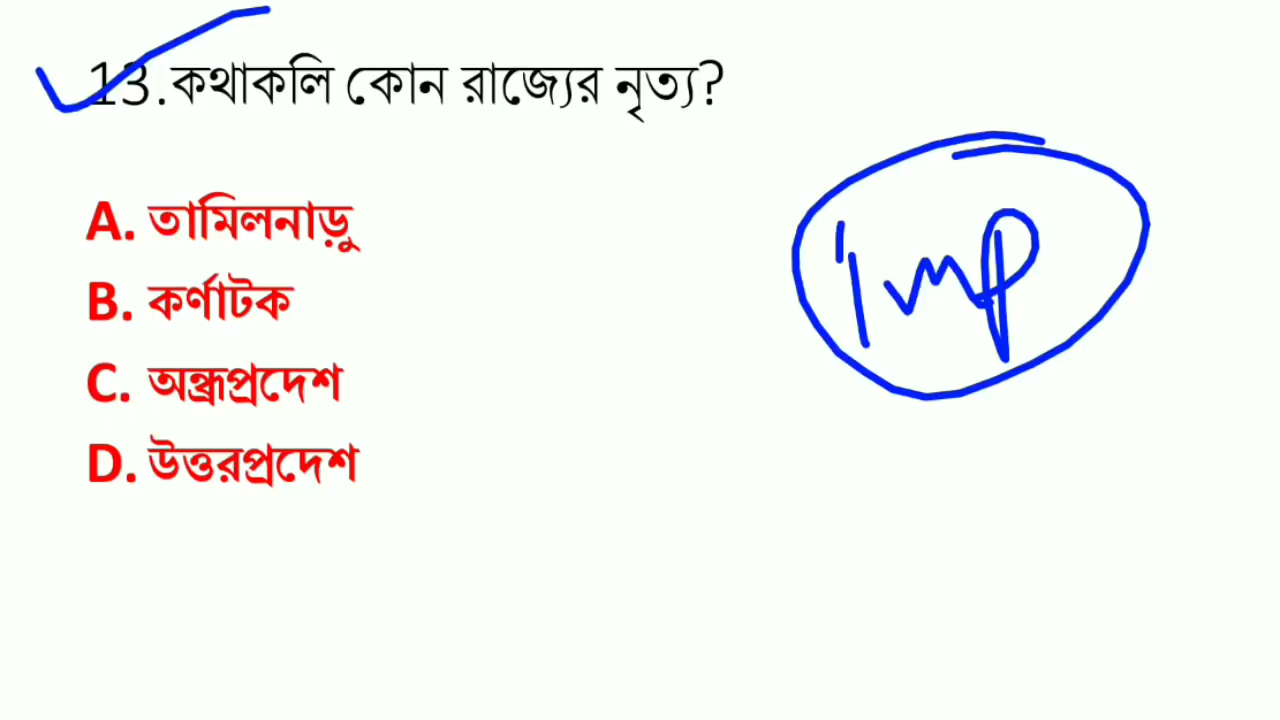 13.কথাকলি কোন রাজ্যের নৃত্য?
Imp
A. তামিলনাড়ু
B. কর্ণাটক
C. অন্ধ্রপ্রদেশ
D. উত্তরপ্রদেশ